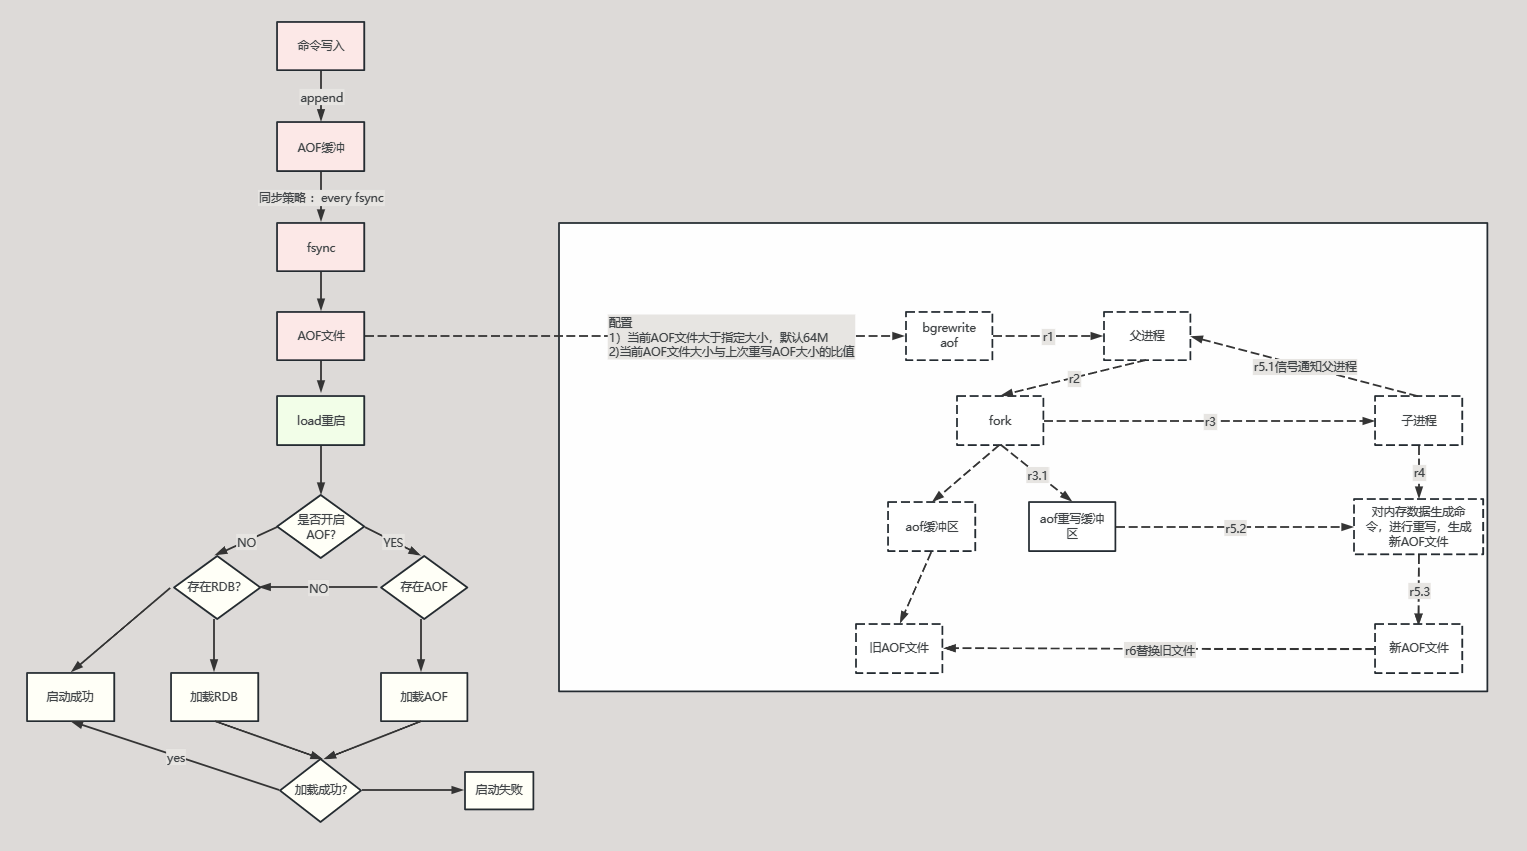 命令写入
append
AOF缓冲
同步策略 ：every fsync
fsync
AOF文件
load重启
是否开启
AOF?
NO
YES
存在RDB?
NO
存在AOF
启动成功
加载RDB
加载AOF
yes
加载成功?
启动失败
配置
1）当前AOF文件大于指定大小，默认64M
2)当前AOF文件大小与上次重写AOF大小的比值
bgrewrite
aof
r1
父进程
r5.1信号通知父进程
r2
fork
r3
子进程
r3.1
r4
aof缓冲区
aof重写缓冲
区
r5.2
对内存数据生成命
令，进行重写，生成
新AOF文件
r5.3
旧AOF文件
r6替换旧文件
新AOF文件